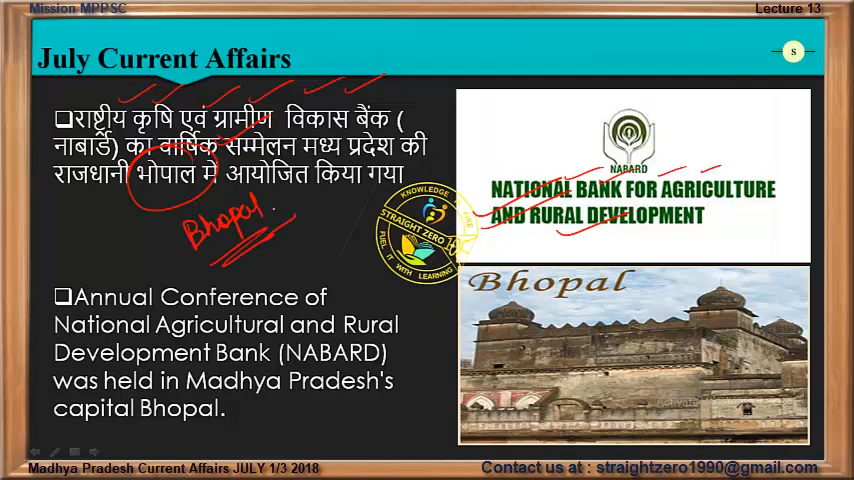 Mission MPPSC
Lecture 13
July Current Affairs
S
राष्ट्रीय कृषि एवं ग्रामीण विकास बैंक (
नाबार्ड) का वार्षिक सम्मेलन मध्य प्रदेश की
राजधानी भोपाल में आयोजित किया गया
Bhopal
NABARD
NATIONAL BANK FOR AGRICULTURE
AND RURAL DEVELOPMENT
STRAIGHT ZERO
FUEL IT WITH LEARNING
Bhopal
Annual Conference of
National Agricultural and Rural
Development Bank (NABARD)
was held in Madhya Pradesh's
capital Bhopal.
Madhya Pradesh Current Affairs JULY 1/3 2018
Contact us at : straightzero1990@gmail.com